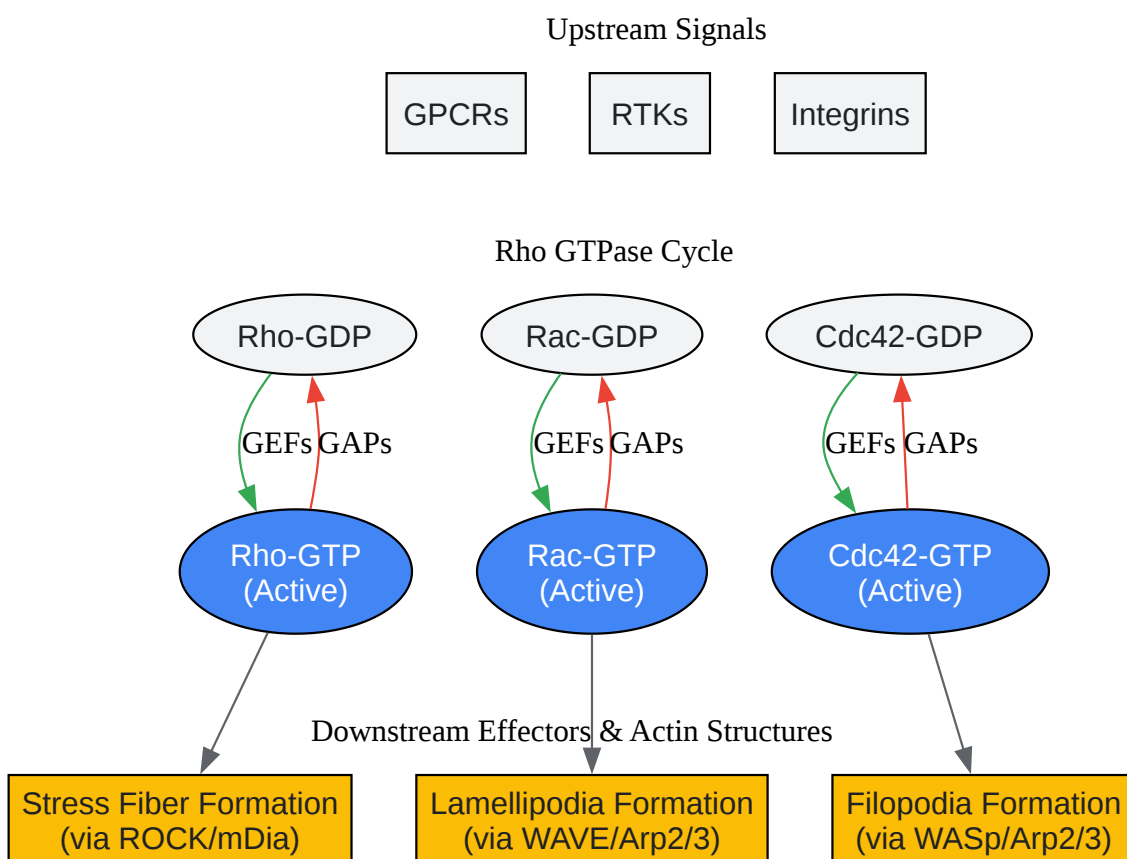 Upstream Signals
GPCRs
RTKs
Integrins
Rho GTPase Cycle
Rho-GDP
Rac-GDP
Cdc42-GDP
GEFs
GAPs
GEFs
GAPs
GEFs
GAPs
Rho-GTP
(Active)
Rac-GTP
(Active)
Cdc42-GTP
(Active)
Downstream Effectors & Actin Structures
Stress Fiber Formation
(via ROCK/mDia)
Lamellipodia Formation
(via WAVE/Arp2/3)
Filopodia Formation
(via WASp/Arp2/3)